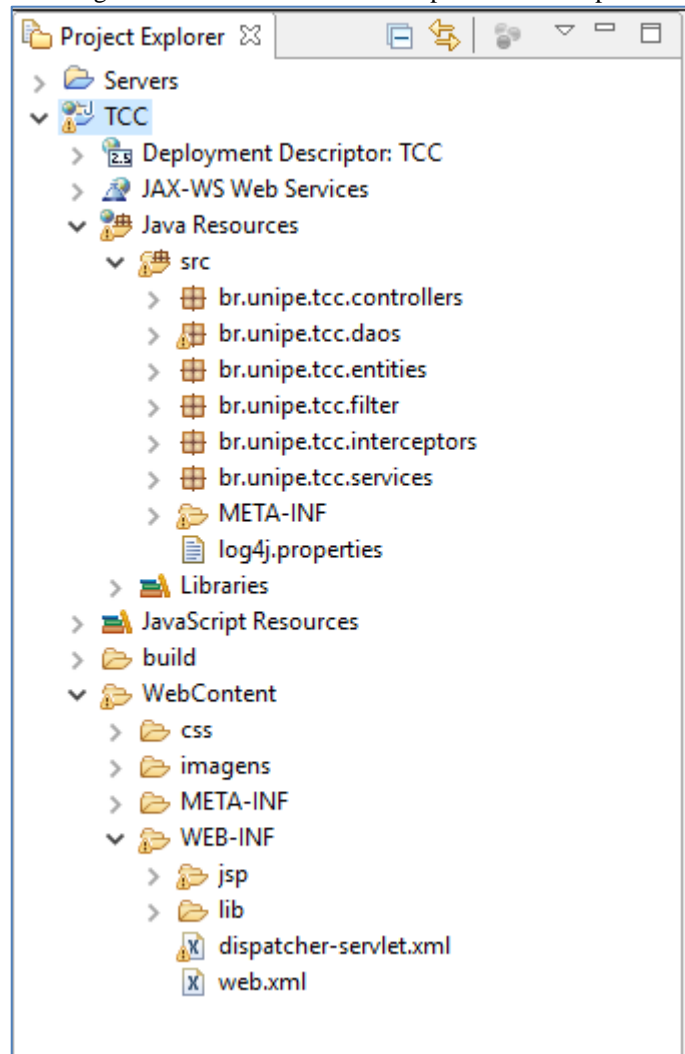 Project Explorer
Servers
TCC
2.5 Deployment Descriptor: TCC
JAX-WS Web Services
Java Resources
src
br.unipe.tcc.controllers
br.unipe.tcc.daos
br.unipe.tcc.entities
br.unipe.tcc.filter
br.unipe.tcc.interceptors
br.unipe.tcc.services
META-INF
log4j.properties
Libraries
JavaScript Resources
build
WebContent
css
imagens
META-INF
WEB-INF
jsp
lib
dispatcher-servlet.xml
web.xml